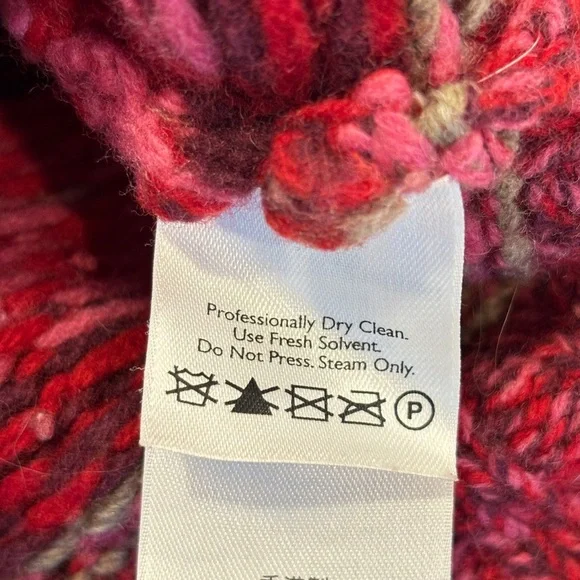 Professionally Dry Clean.
Use Fresh Solvent.
Do Not Press. Steam Only.
P